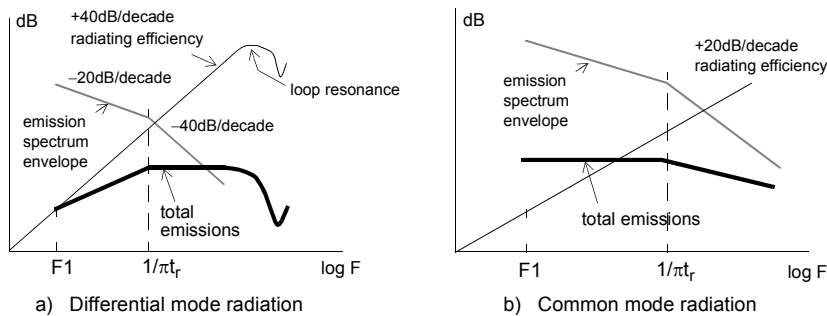 dB
+40dB/decade
radiating efficiency
–20dB/decade
loop resonance
emission
spectrum
envelope
–40dB/decade
total
emissions
F1
1/πtr
log F
a) Differential mode radiation
dB
+20dB/decade
radiating efficiency
emission
spectrum
envelope
total emissions
F1
1/πtr
log F
b) Common mode radiation